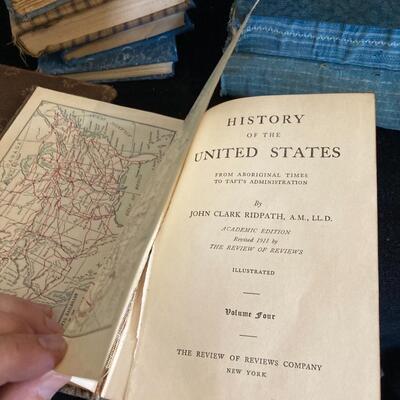 HISTORY
OF THE
UNITED STATES
FROM ABORIGINAL TIMES
TO TAFT'S ADMINISTRATION
By
JOHN CLARK RIDPATH, A.M., LL.D.
ACADEMIC EDITION
Revised 1911 by
THE REVIEW OF REVIEWS
ILLUSTRATED
Volume Four
THE REVIEW OF REVIEWS COMPANY
NEW YORK